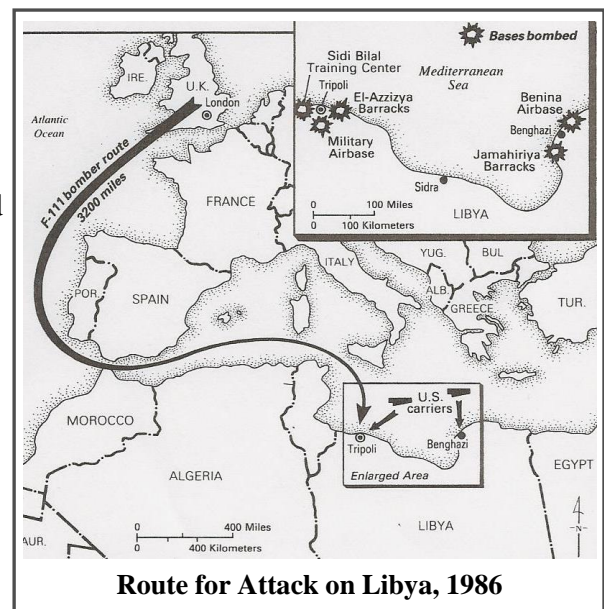 Bases bombed
Sidi Bilal
Training Center
Tripoli
El-Azzizya
Barracks
Military
Airbase
Mediterranean
Sea
Benina
Airbase
Benghazi
Jamahiriya
Barracks
Sidra
0 100 Miles
0 100 Kilometers
LIBYA
IRE.
U.K.
London
Atlantic
Ocean
F-111 bomber route
3200 miles
FRANCE
POR.
SPAIN
ITALY
YUG.
BUL
ALB.
GREECE
TUR.
MOROCCO
ALGERIA
U.S.
carriers
Tripoli
Benghazi
Enlarged Area
EGYPT
LIBYA
0 400 Miles
0 400 Kilometers
AUR.
N
Route for Attack on Libya, 1986